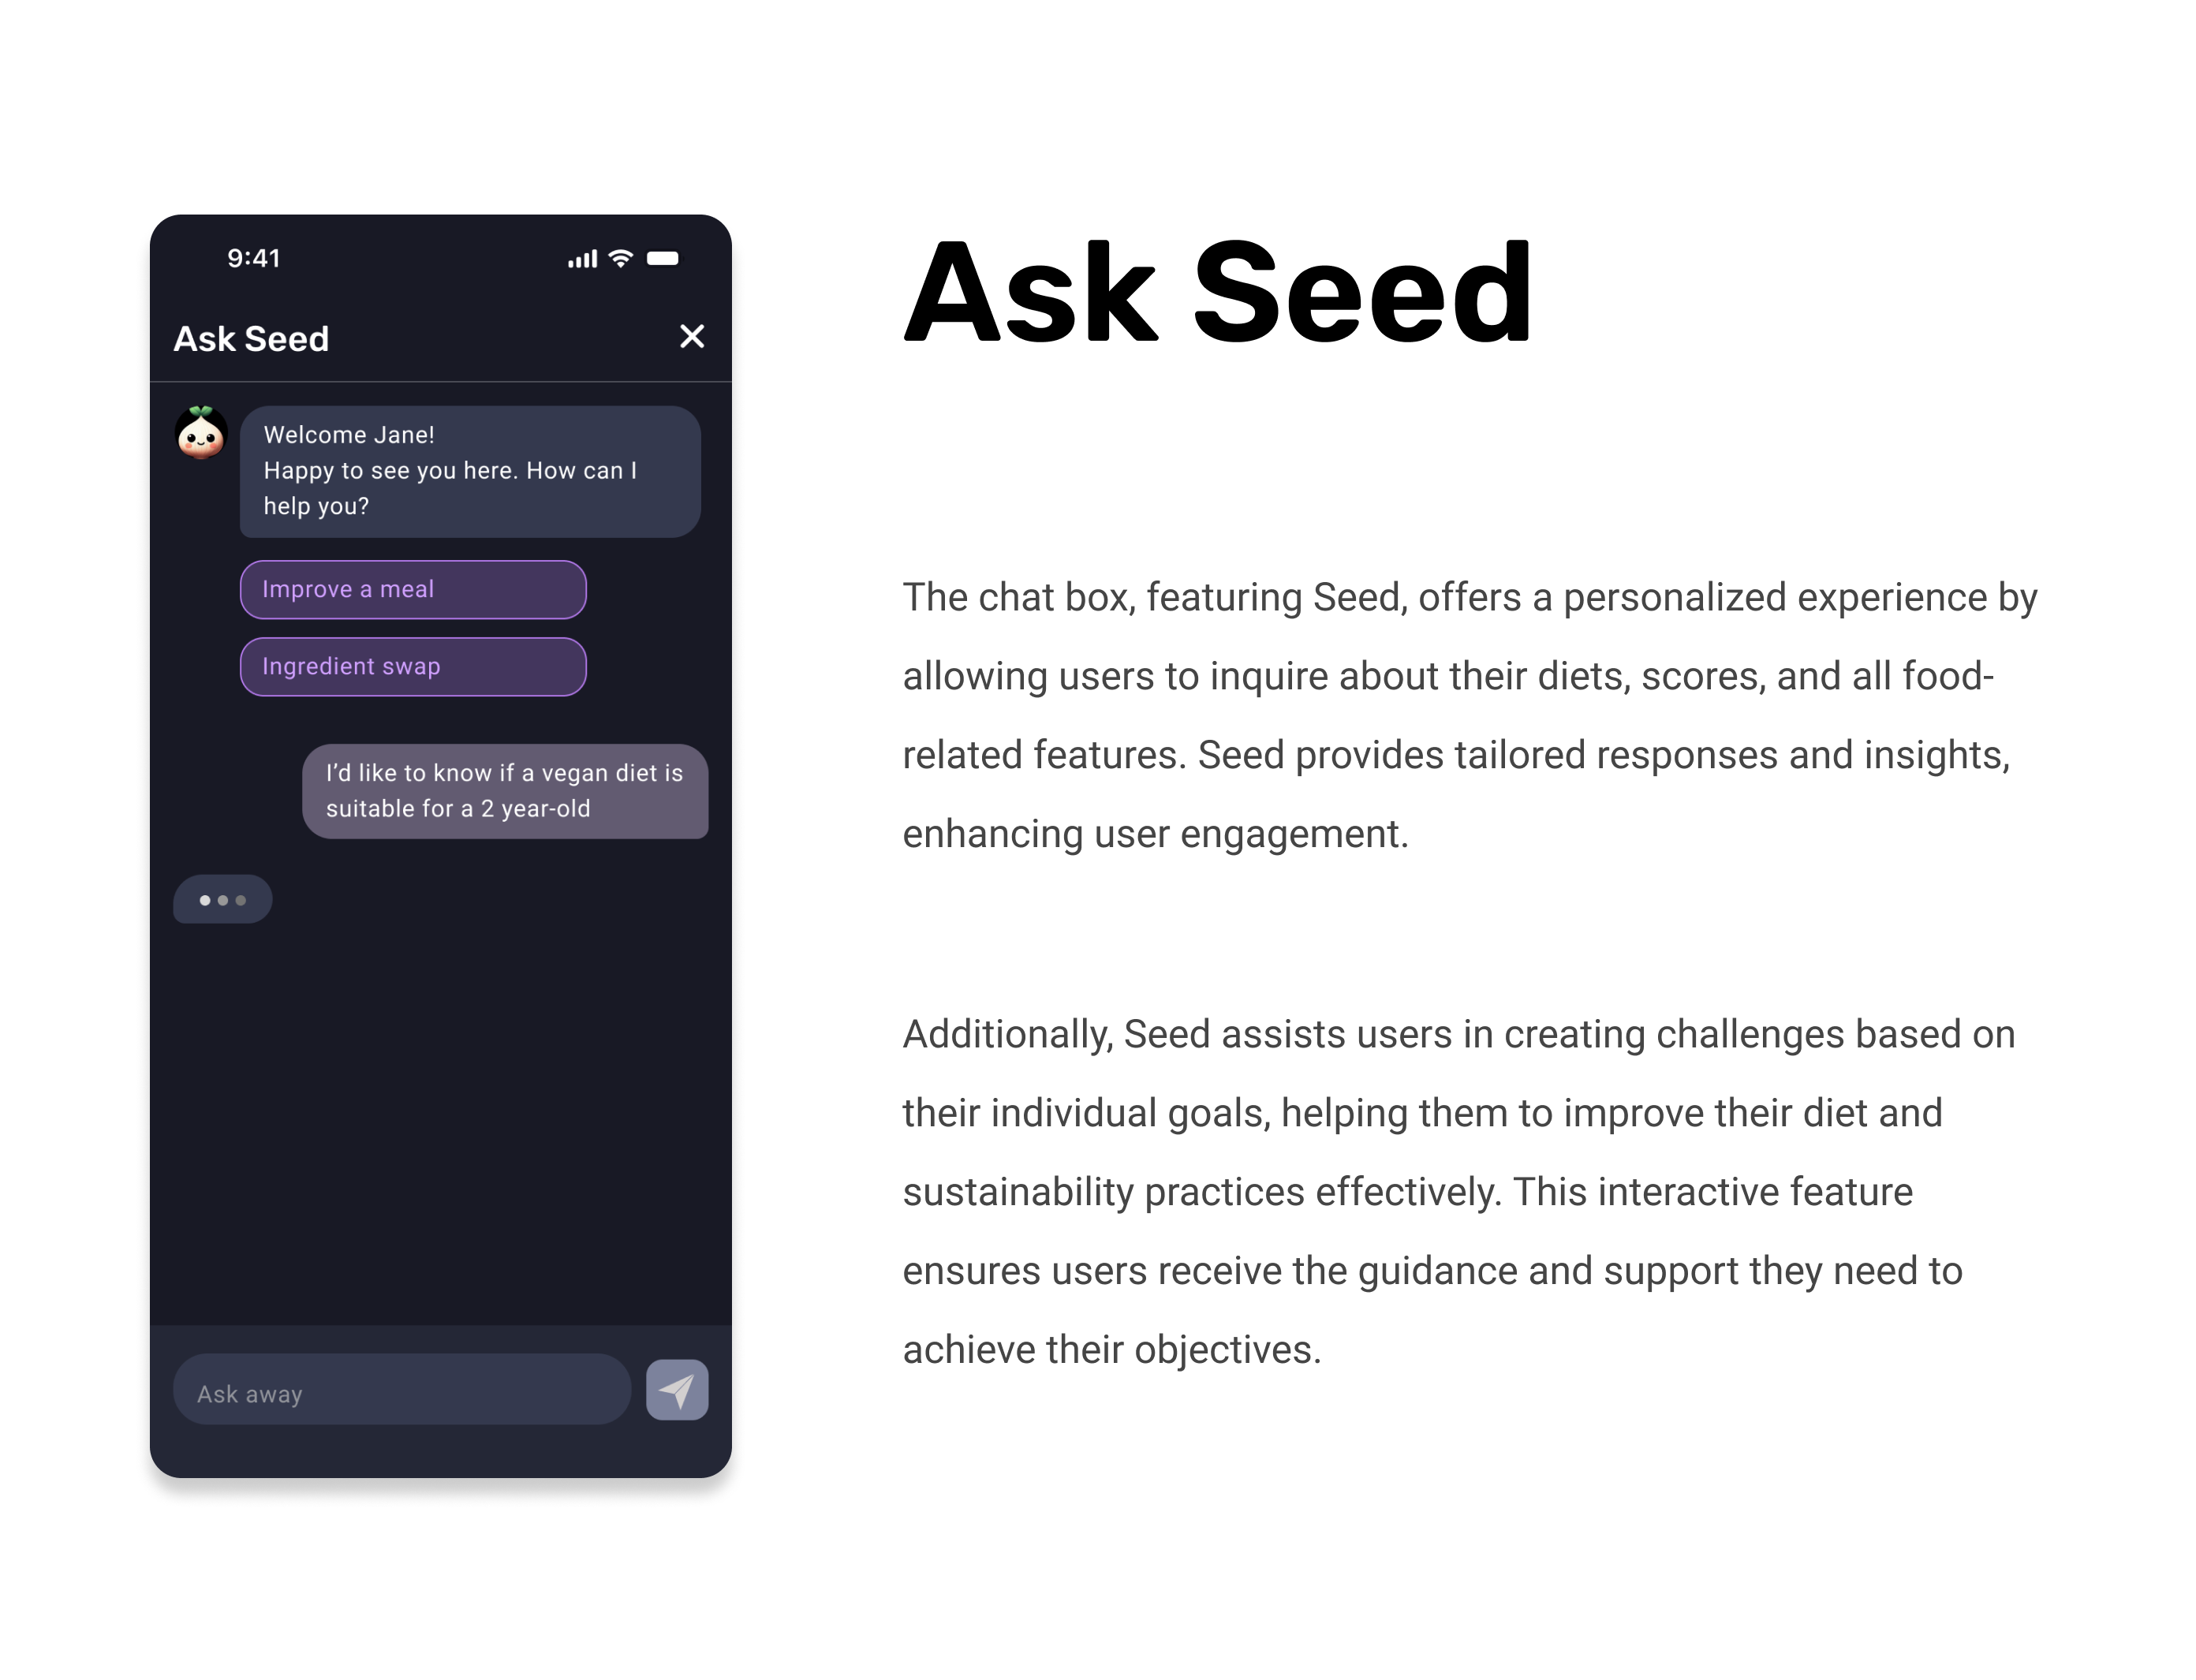 9:41
Ask Seed
Welcome Jane!
Happy to see you here. How can I
help you?
Improve a meal
Ingredient swap
I’d like to know if a vegan diet is
suitable for a 2 year-old
Ask away
Ask Seed
The chat box, featuring Seed, offers a personalized experience by
allowing users to inquire about their diets, scores, and all food-
related features. Seed provides tailored responses and insights,
enhancing user engagement.
Additionally, Seed assists users in creating challenges based on
their individual goals, helping them to improve their diet and
sustainability practices effectively. This interactive feature
ensures users receive the guidance and support they need to
achieve their objectives.